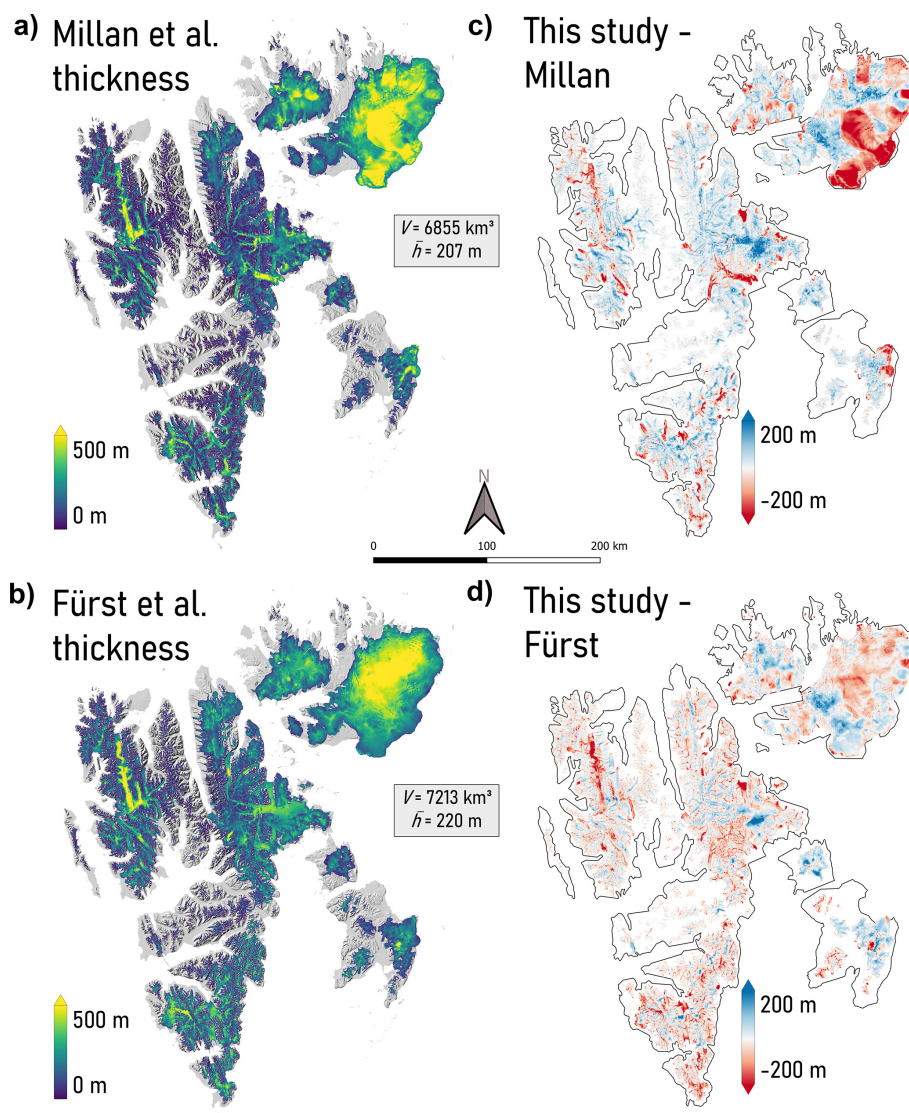 a)
Millan et al.
thickness
V = 6855 km³
h̄ = 207 m
500 m
0 m
c)
This study -
Millan
200 m
-200 m
N
0 100 200 km
b)
Fürst et al.
thickness
V = 7213 km³
h̄ = 220 m
500 m
0 m
d)
This study -
Fürst
200 m
-200 m